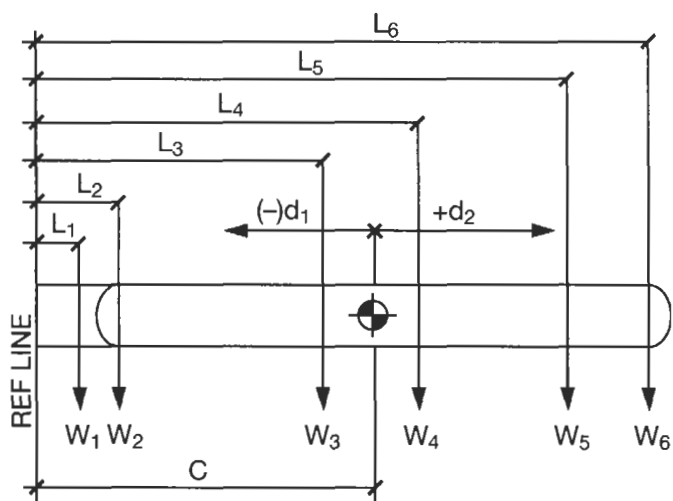 L₆
L₅
L₄
L₃
L₂
L₁
(–)d₁
+d₂
REF LINE
W₁
W₂
W₃
W₄
W₅
W₆
C